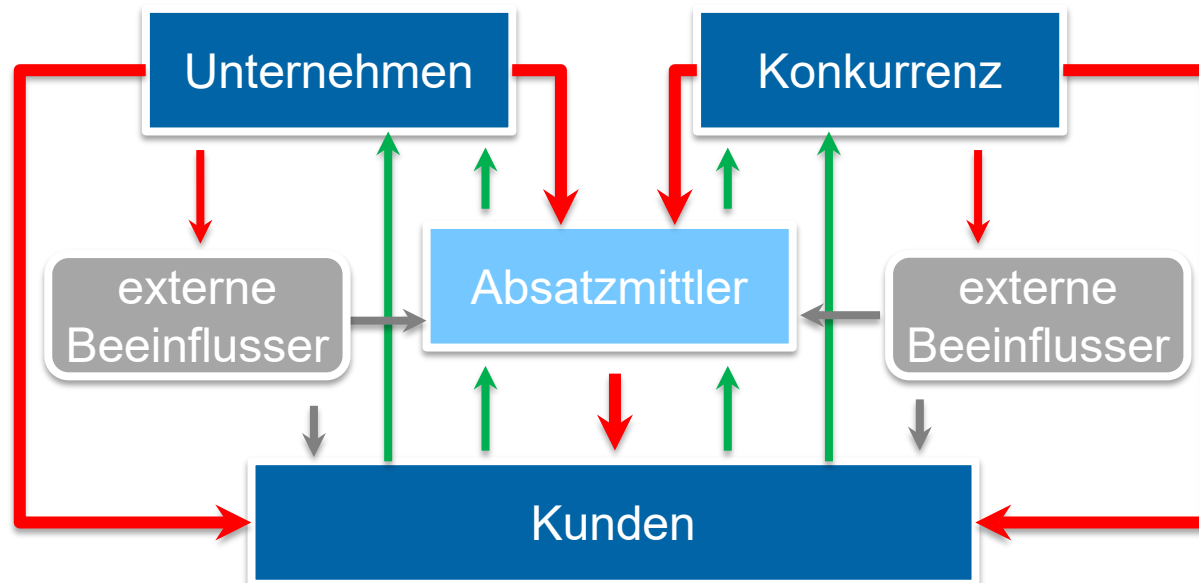 Unternehmen
Konkurrenz
externe
Beeinflusser
Absatzmittler
externe
Beeinflusser
Kunden